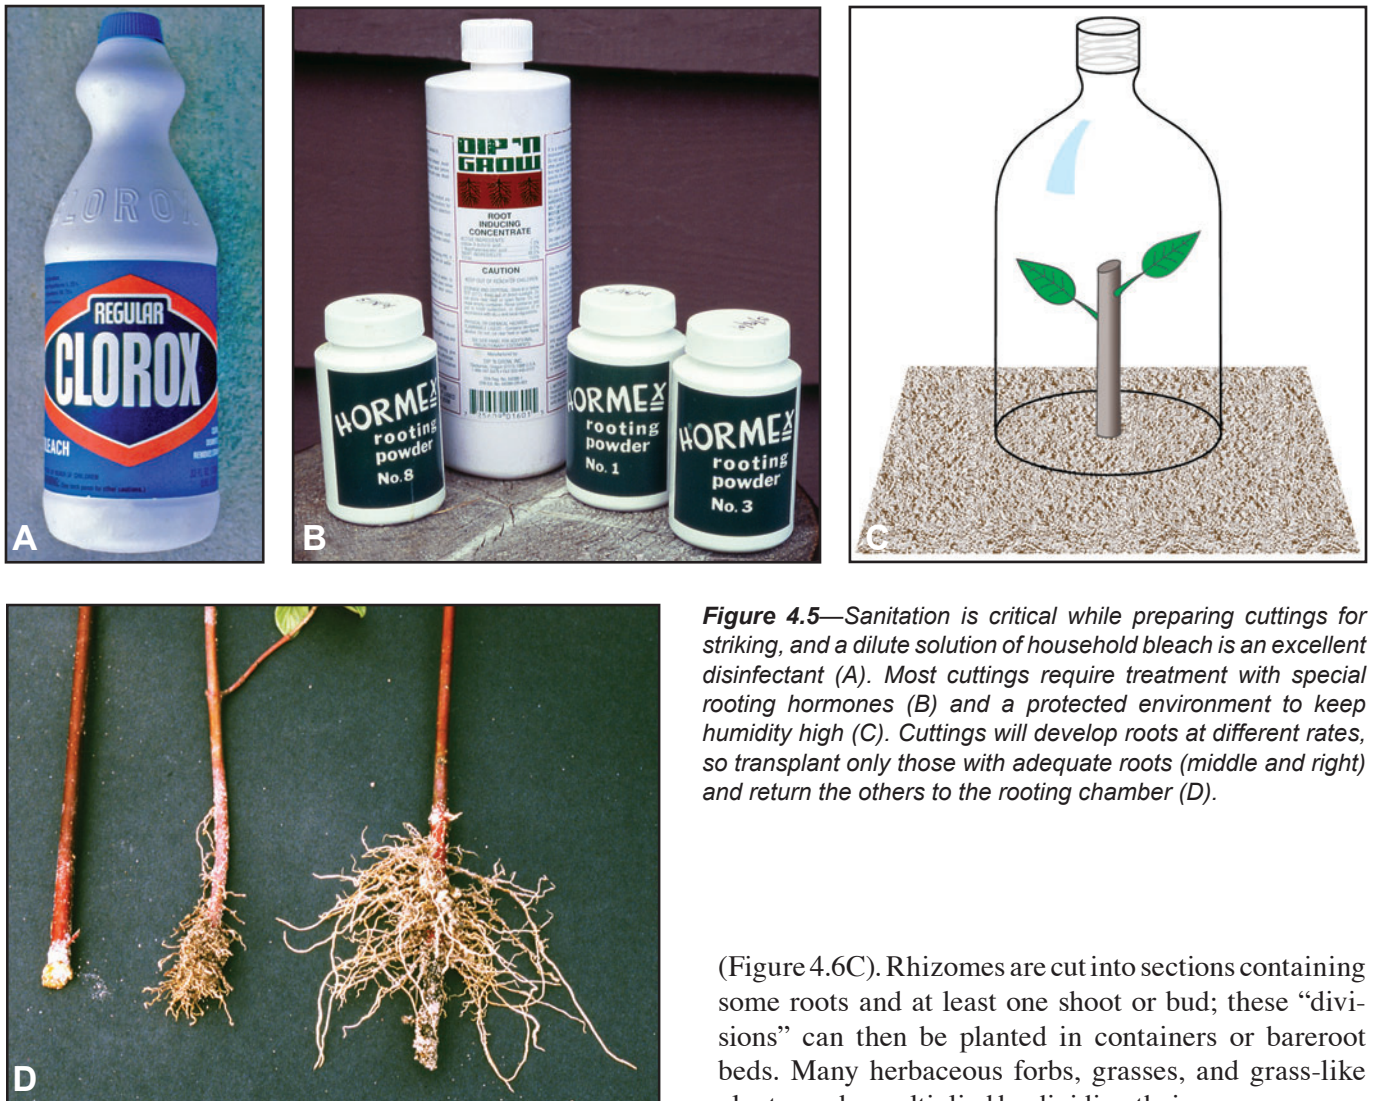 CLOROX
REGULAR
CLOROX
A
DIP 'N
GROW
ROOT
INDUCING
CONCENTRATE
CAUTION
KEEP OUT OF REACH OF CHILDREN
HORMEX
rooting
powder
No. 8
HORMEX
rooting
powder
No. 1
HORMEX
rooting
powder
No. 3
B
C
D
Figure 4.5—Sanitation is critical while preparing cuttings for
striking, and a dilute solution of household bleach is an excellent
disinfectant (A). Most cuttings require treatment with special
rooting hormones (B) and a protected environment to keep
humidity high (C). Cuttings will develop roots at different rates,
so transplant only those with adequate roots (middle and right)
and return the others to the rooting chamber (D).
(Figure 4.6C). Rhizomes are cut into sections containing
some roots and at least one shoot or bud; these “divi-
sions” can then be planted in containers or bareroot
beds. Many herbaceous forbs, grasses, and grass-like